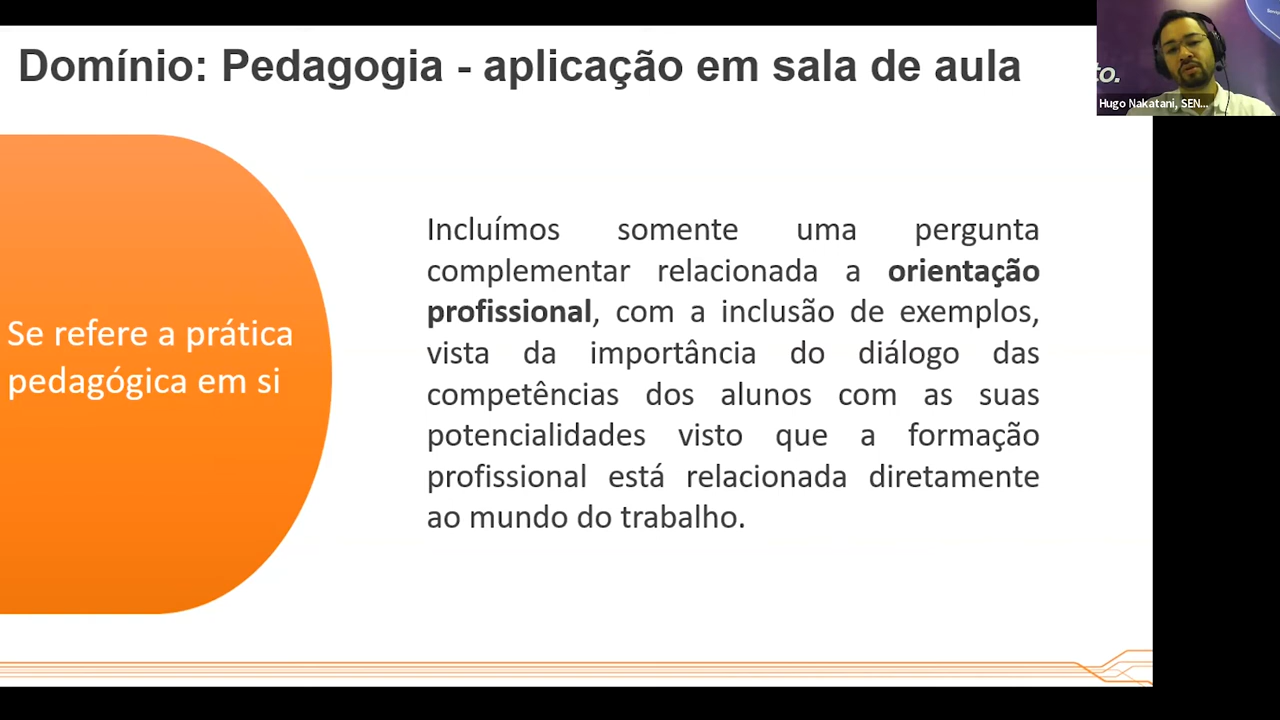 Domínio: Pedagogia - aplicação em sala de aula
to.
Hugo Nakatani, SEN...
Se refere a prática
pedagógica em si
Incluímos somente uma pergunta
complementar relacionada a orientação
profissional, com a inclusão de exemplos,
vista da importância do diálogo das
competências dos alunos com as suas
potencialidades visto que a formação
profissional está relacionada diretamente
ao mundo do trabalho.